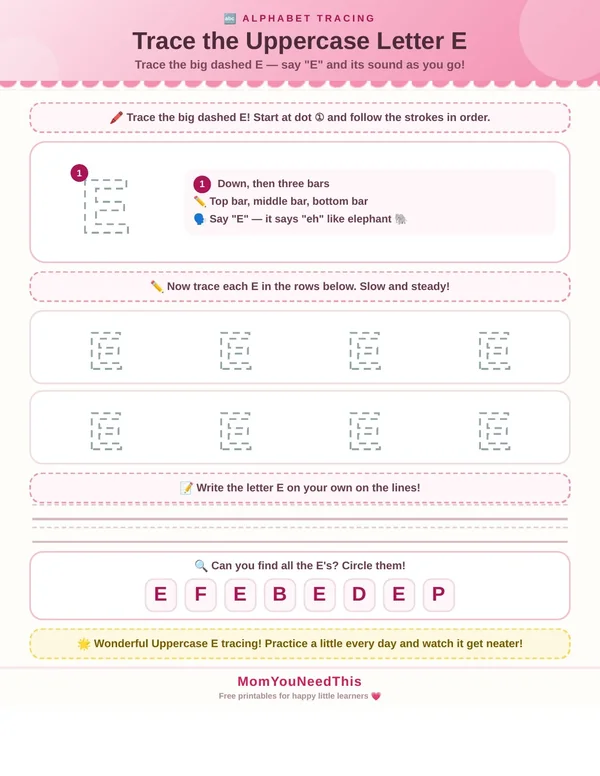 🔤 ALPHABET TRACING
Trace the Uppercase Letter E
Trace the big dashed E — say "E" and its sound as you go!
🖍️ Trace the big dashed E! Start at dot ① and follow the strokes in order.
1
E
1 Down, then three bars
✏️ Top bar, middle bar, bottom bar
🗣️ Say "E" — it says "eh" like elephant 🐘
✏️ Now trace each E in the rows below. Slow and steady!
E E E E
E E E E
📝 Write the letter E on your own on the lines!
🔍 Can you find all the E's? Circle them!
E F E B E D E P
🌟 Wonderful Uppercase E tracing! Practice a little every day and watch it get neater!
MomYouNeedThis
Free printables for happy little learners 💗